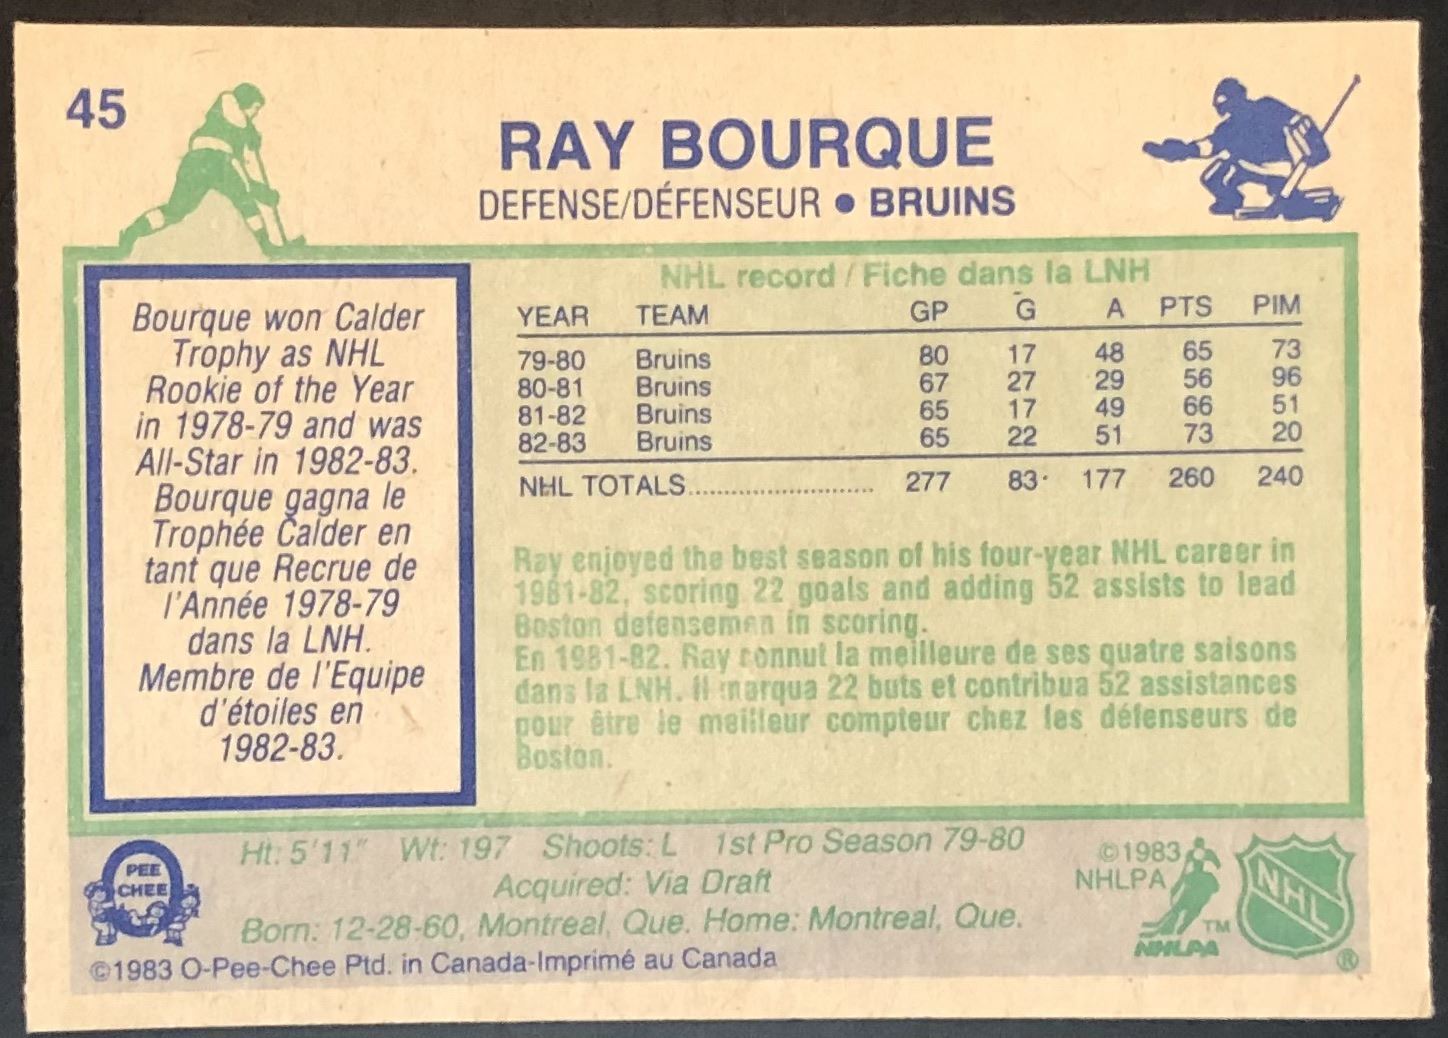 45
RAY BOURQUE
DEFENSE/DÉFENSEUR • BRUINS
Bourque won Calder
Trophy as NHL
Rookie of the Year
in 1978-79 and was
All-Star in 1982-83.
Bourque gagna le
Trophée Calder en
tant que Recrue de
l'Année 1978-79
dans la LNH.
Membre de l'Equipe
d'étoiles en
1982-83.
NHL record / Fiche dans la LNH
YEAR TEAM GP G A PTS PIM
79-80 Bruins 80 17 48 65 73
80-81 Bruins 67 27 29 56 96
81-82 Bruins 65 17 49 66 51
82-83 Bruins 65 22 51 73 20
NHL TOTALS.......................... 277 83 177 260 240
Ray enjoyed the best season of his four-year NHL career in
1981-82, scoring 22 goals and adding 52 assists to lead
Boston defensemen in scoring.
En 1981-82, Ray connut la meilleure de ses quatre saisons
dans la LNH. Il marqua 22 buts et contribua 52 assistances
pour être le meilleur compteur chez les défenseurs de
Boston.
Ht: 5'11" Wt: 197 Shoots: L 1st Pro Season 79-80
Acquired: Via Draft
Born: 12-28-60, Montreal, Que. Home: Montreal, Que.
©1983 O-Pee-Chee Ptd. in Canada-Imprimé au Canada
PEE
CHEE
©1983
NHLPA
TM
NHLPA
NHL
®